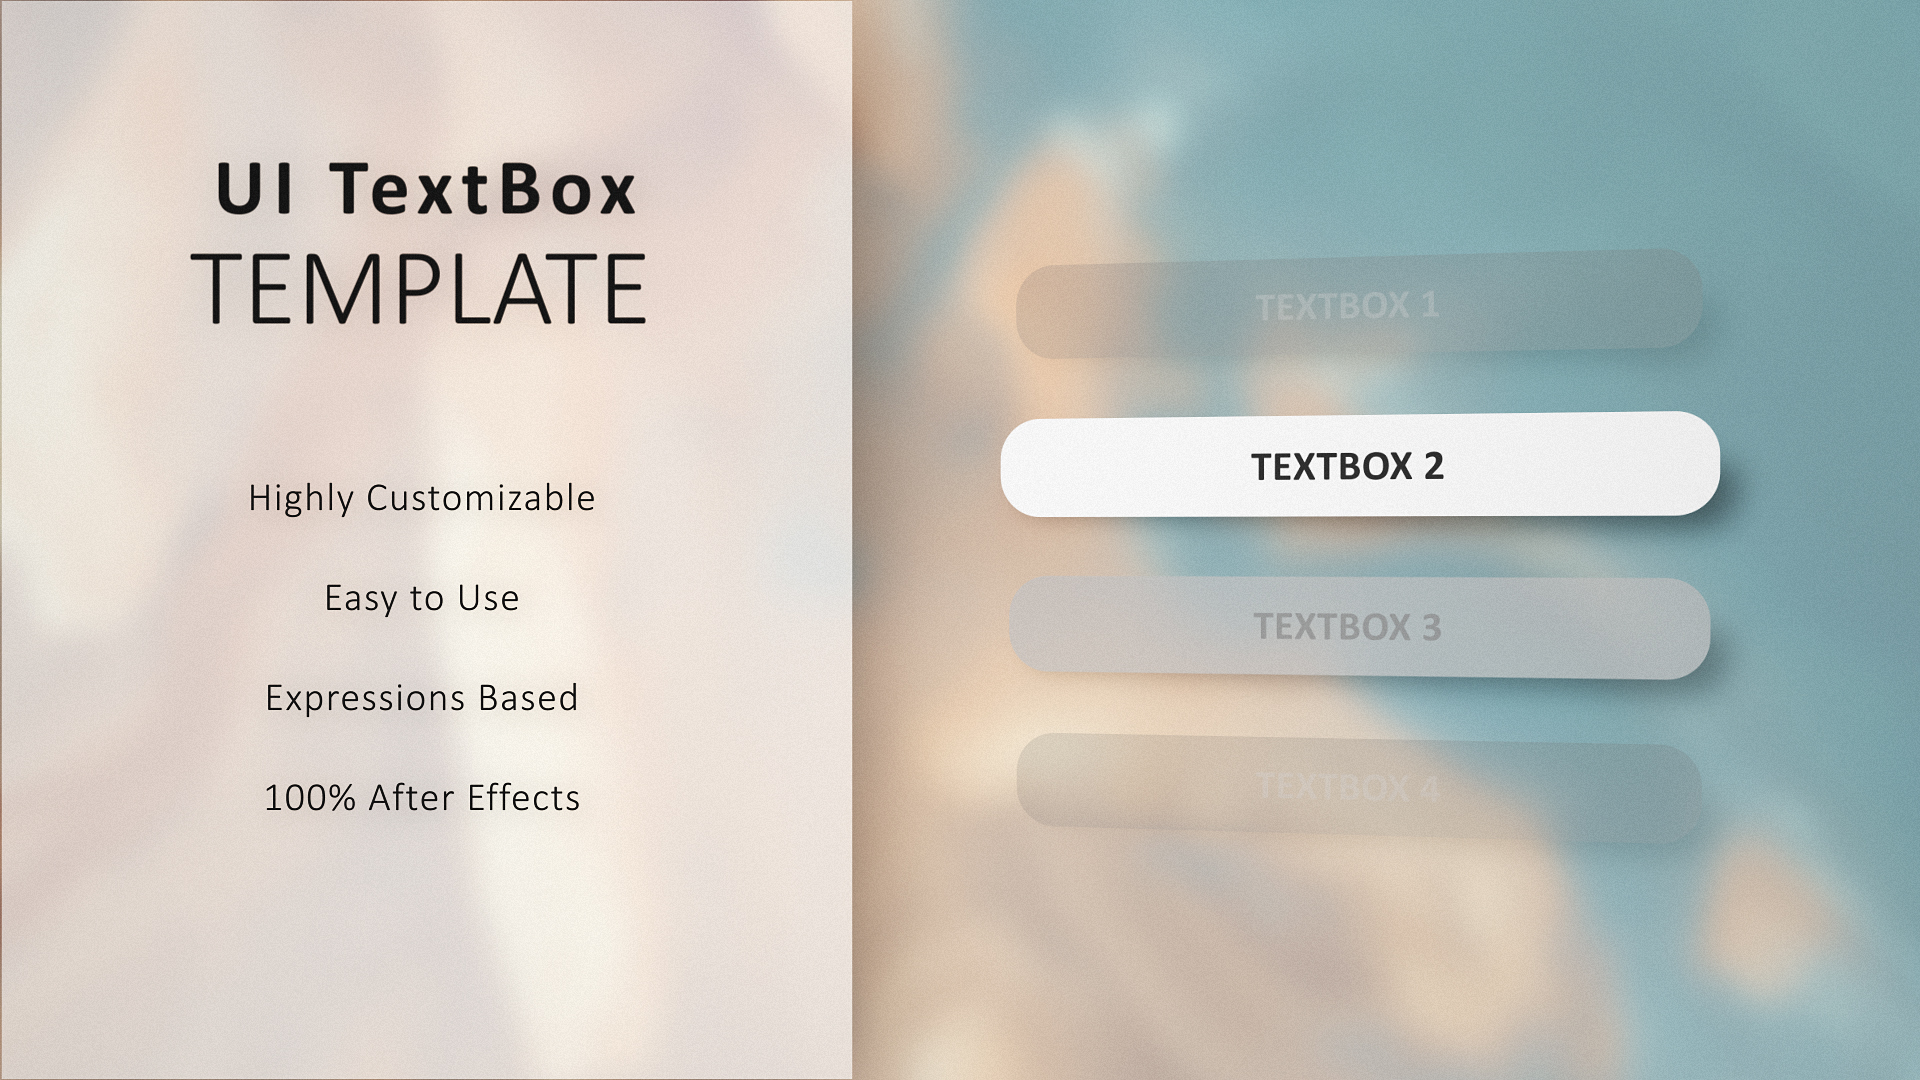 UI TextBox
TEMPLATE
Highly Customizable
Easy to Use
Expressions Based
100% After Effects
TEXTBOX 1
TEXTBOX 2
TEXTBOX 3
TEXTBOX 4